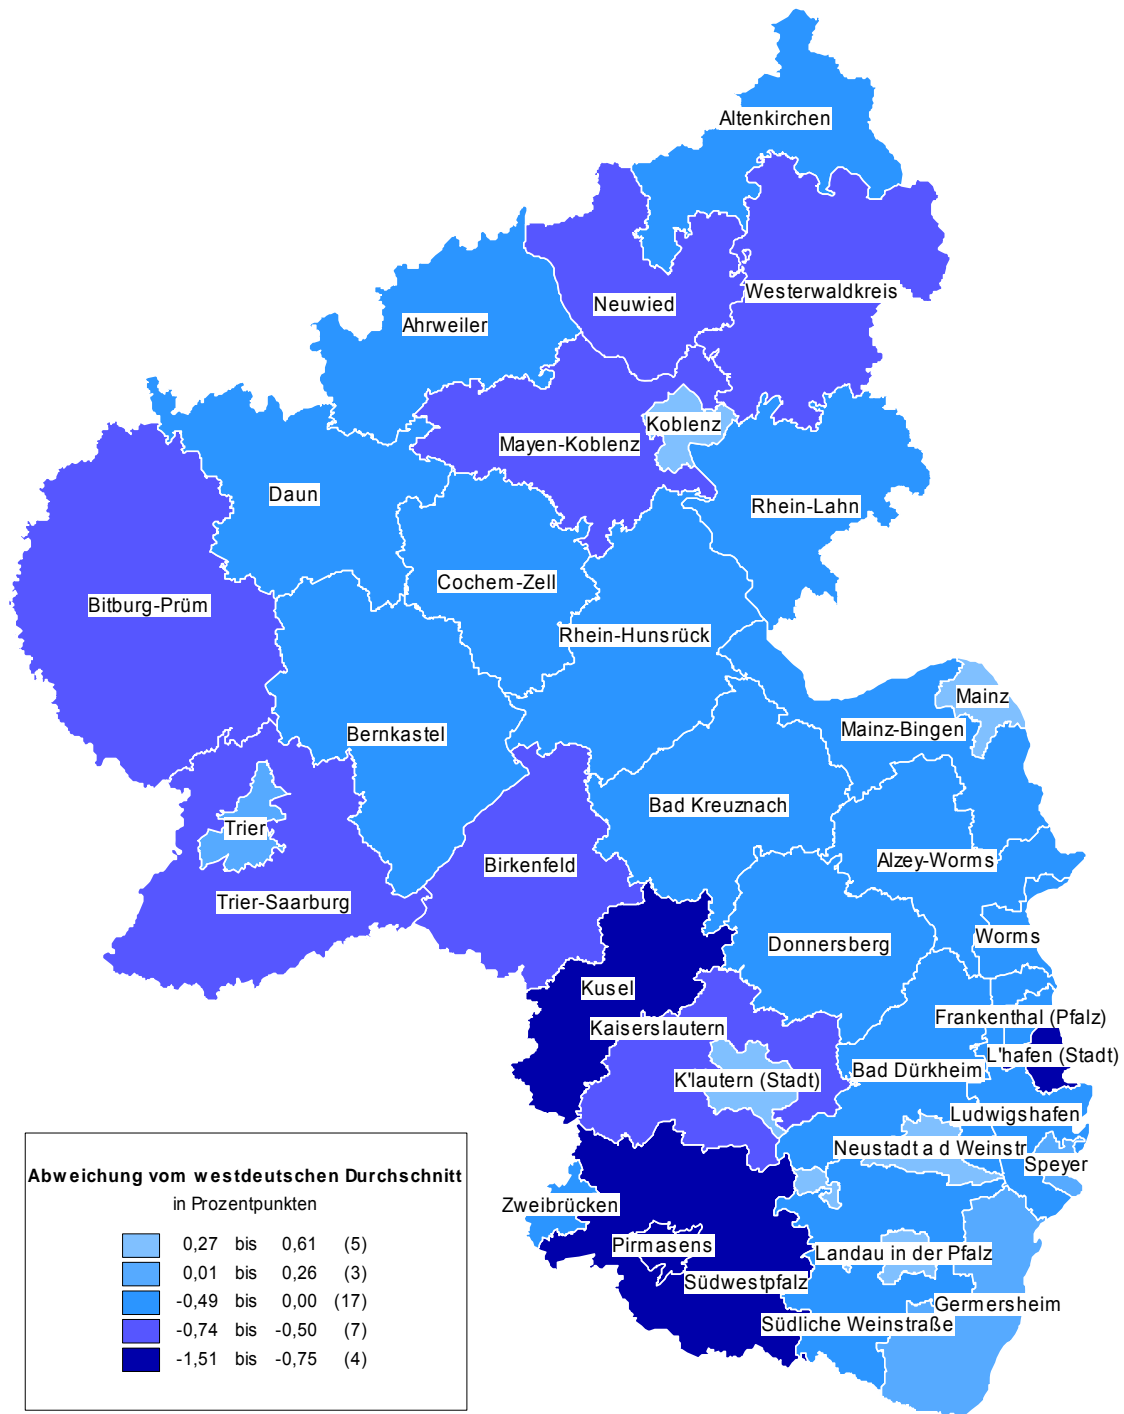 Altenkirchen
Neuwied
Westerwaldkreis
Ahrweiler
Koblenz
Mayen-Koblenz
Daun
Rhein-Lahn
Cochem-Zell
Bitburg-Prüm
Rhein-Hunsrück
Mainz
Mainz-Bingen
Bernkastel
Bad Kreuznach
Trier
Alzey-Worms
Birkenfeld
Trier-Saarburg
Worms
Donnersberg
Kusel
Kaiserslautern
Frankenthal (Pfalz)
L'hafen (Stadt)
Bad Dürkheim
K'lautern (Stadt)
Ludwigshafen
Neustadt a d Weinstr
Speyer
Zweibrücken
Pirmasens
Landau in der Pfalz
Südwestpfalz
Germersheim
Südliche Weinstraße
Abweichung vom westdeutschen Durchschnitt
in Prozentpunkten
0,27 bis 0,61 (5)
0,01 bis 0,26 (3)
-0,49 bis 0,00 (17)
-0,74 bis -0,50 (7)
-1,51 bis -0,75 (4)